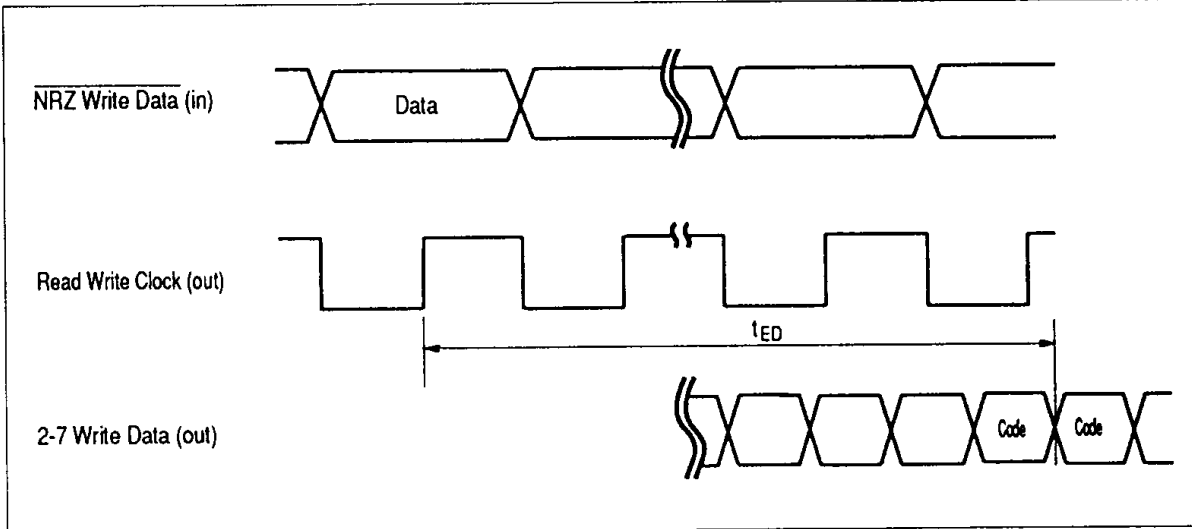 NRZ Write Data (in)
Data
Read Write Clock (out)
tED
2-7 Write Data (out)
Code
Code